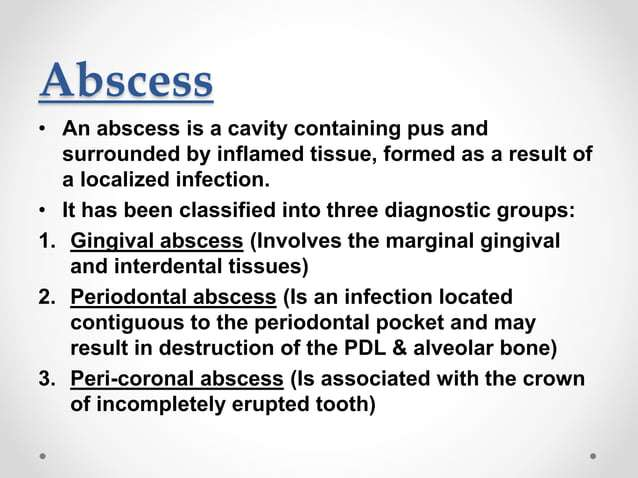 Abscess
• An abscess is a cavity containing pus and
surrounded by inflamed tissue, formed as a result of
a localized infection.
• It has been classified into three diagnostic groups:
1. Gingival abscess (Involves the marginal gingival
and interdental tissues)
2. Periodontal abscess (Is an infection located
contiguous to the periodontal pocket and may
result in destruction of the PDL & alveolar bone)
3. Peri-coronal abscess (Is associated with the crown
of incompletely erupted tooth)